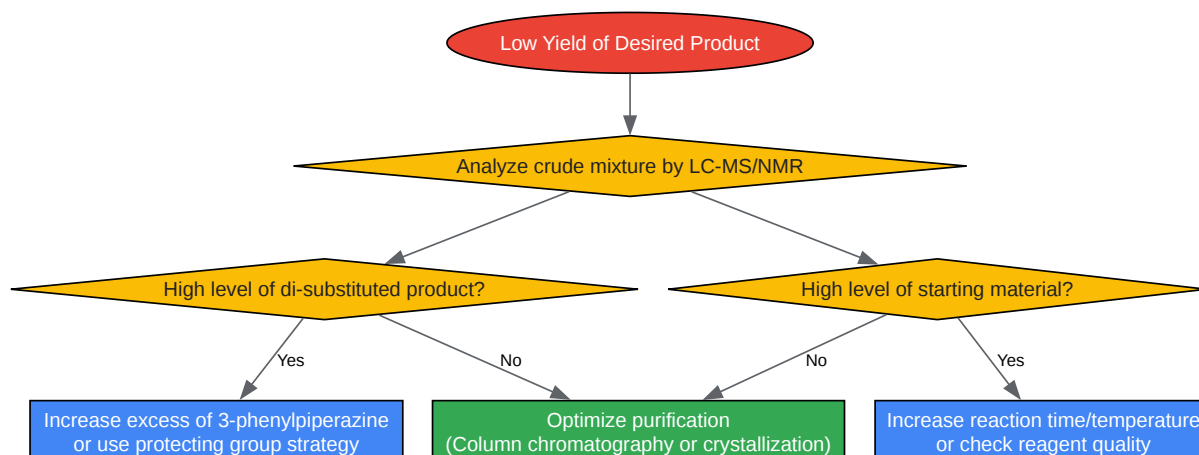 Low Yield of Desired Product
Analyze crude mixture by LC-MS/NMR
High level of di-substituted product?
High level of starting material?
Yes
No
No
Yes
Increase excess of 3-phenylpiperazine
or use protecting group strategy
Optimize purification
(Column chromatography or crystallization)
Increase reaction time/temperature
or check reagent quality